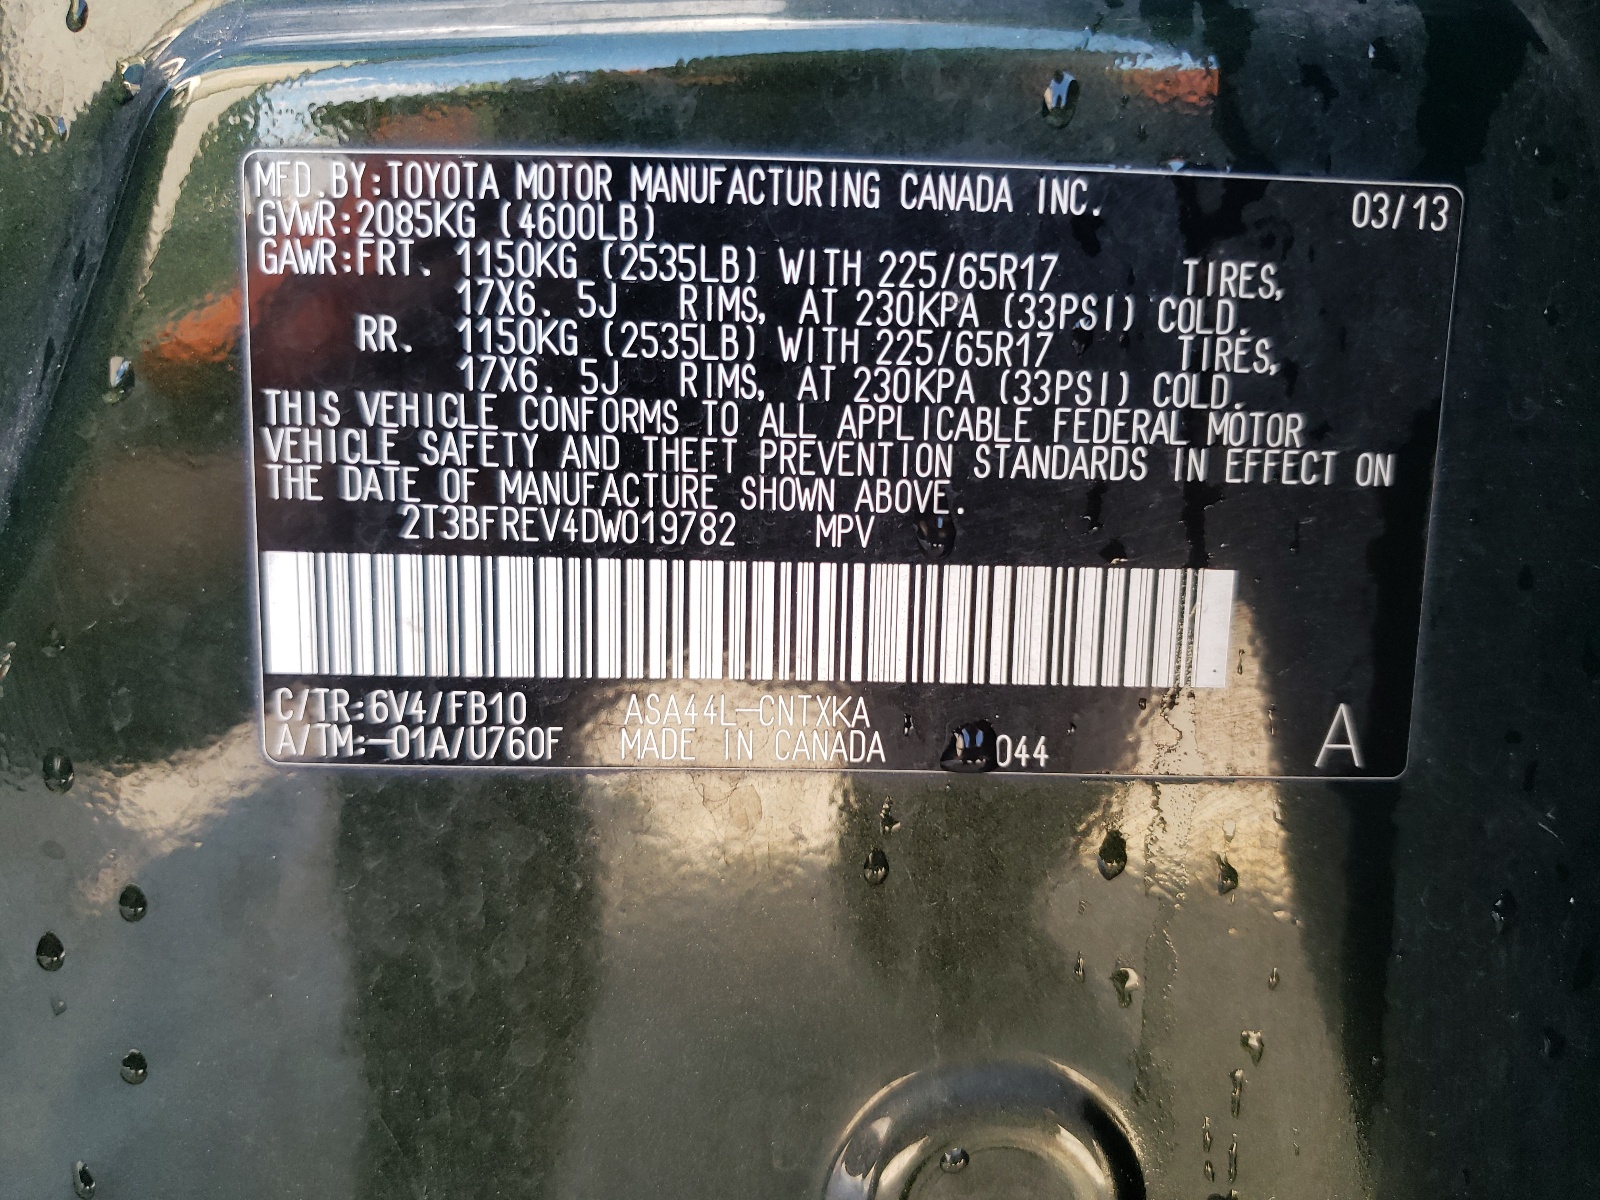 MFD.BY:TOYOTA MOTOR MANUFACTURING CANADA INC. 03/13
GVWR:2085KG (4600LB)
GAWR:FRT. 1150KG (2535LB) WITH 225/65R17 TIRES,
17X6. 5J RIMS, AT 230KPA (33PSI) COLD.
RR. 1150KG (2535LB) WITH 225/65R17 TIRES,
17X6. 5J RIMS, AT 230KPA (33PSI) COLD.
THIS VEHICLE CONFORMS TO ALL APPLICABLE FEDERAL MOTOR
VEHICLE SAFETY AND THEFT PREVENTION STANDARDS IN EFFECT ON
THE DATE OF MANUFACTURE SHOWN ABOVE.
2T3BFREV4DW019782 MPV
C/TR:6V4/FB10 ASA44L-CNTXKA
A/TM:-01A/U760F MADE IN CANADA 044
A